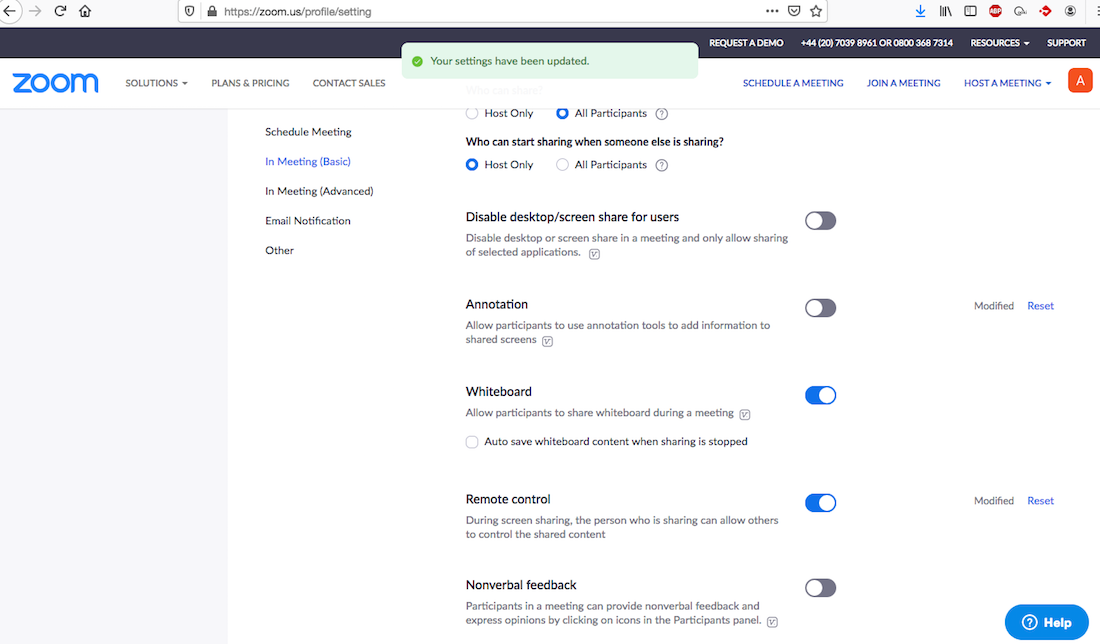 https://zoom.us/profile/setting
ABP
REQUEST A DEMO +44 (20) 7039 8961 OR 0800 368 7314 RESOURCES SUPPORT
Your settings have been updated.
zoom SOLUTIONS PLANS & PRICING CONTACT SALES SCHEDULE A MEETING JOIN A MEETING HOST A MEETING A
Who can share?
Host Only All Participants ?
Schedule Meeting
Who can start sharing when someone else is sharing?
In Meeting (Basic)
Host Only All Participants ?
In Meeting (Advanced)
Email Notification
Other
Disable desktop/screen share for users
Disable desktop or screen share in a meeting and only allow sharing
of selected applications.
Annotation
Modified Reset
Allow participants to use annotation tools to add information to
shared screens
Whiteboard
Allow participants to share whiteboard during a meeting
Auto save whiteboard content when sharing is stopped
Remote control
Modified Reset
During screen sharing, the person who is sharing can allow others
to control the shared content
Nonverbal feedback
Participants in a meeting can provide nonverbal feedback and
express opinions by clicking on icons in the Participants panel.
? Help